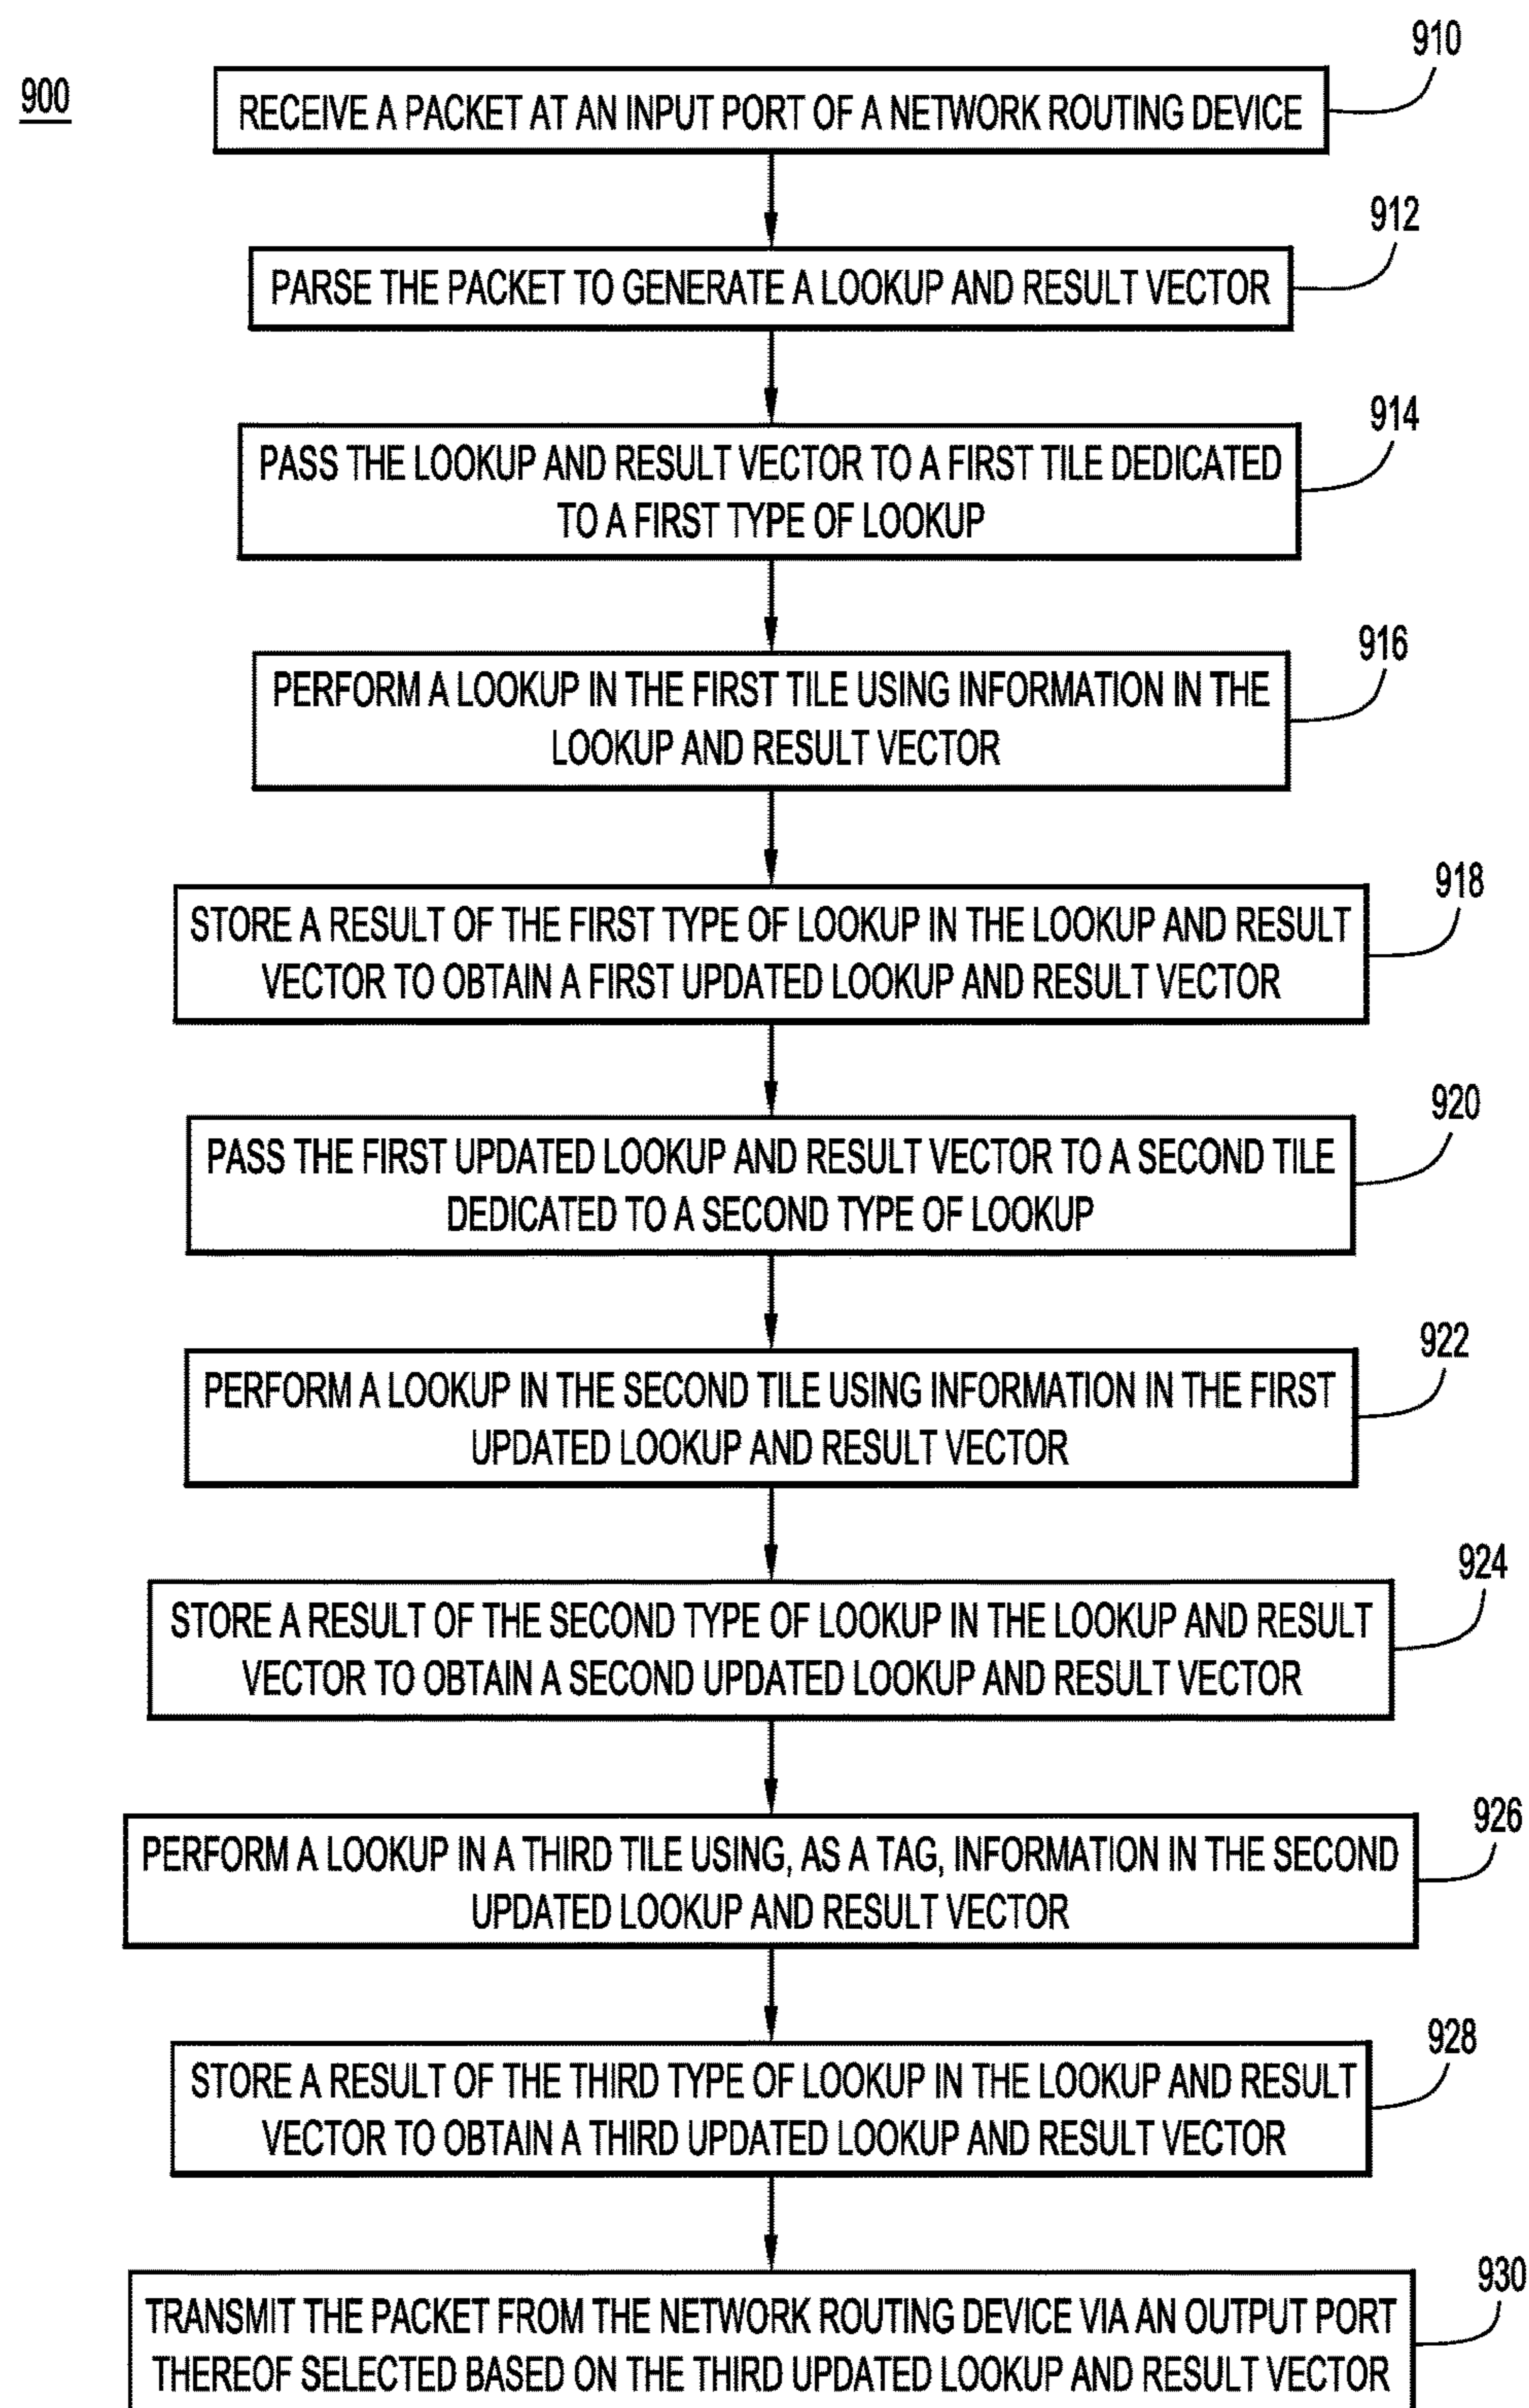 900
910
RECEIVE A PACKET AT AN INPUT PORT OF A NETWORK ROUTING DEVICE
912
PARSE THE PACKET TO GENERATE A LOOKUP AND RESULT VECTOR
914
PASS THE LOOKUP AND RESULT VECTOR TO A FIRST TILE DEDICATED
TO A FIRST TYPE OF LOOKUP
916
PERFORM A LOOKUP IN THE FIRST TILE USING INFORMATION IN THE
LOOKUP AND RESULT VECTOR
918
STORE A RESULT OF THE FIRST TYPE OF LOOKUP IN THE LOOKUP AND RESULT
VECTOR TO OBTAIN A FIRST UPDATED LOOKUP AND RESULT VECTOR
920
PASS THE FIRST UPDATED LOOKUP AND RESULT VECTOR TO A SECOND TILE
DEDICATED TO A SECOND TYPE OF LOOKUP
922
PERFORM A LOOKUP IN THE SECOND TILE USING INFORMATION IN THE FIRST
UPDATED LOOKUP AND RESULT VECTOR
924
STORE A RESULT OF THE SECOND TYPE OF LOOKUP IN THE LOOKUP AND RESULT
VECTOR TO OBTAIN A SECOND UPDATED LOOKUP AND RESULT VECTOR
926
PERFORM A LOOKUP IN A THIRD TILE USING, AS A TAG, INFORMATION IN THE SECOND
UPDATED LOOKUP AND RESULT VECTOR
928
STORE A RESULT OF THE THIRD TYPE OF LOOKUP IN THE LOOKUP AND RESULT
VECTOR TO OBTAIN A THIRD UPDATED LOOKUP AND RESULT VECTOR
930
TRANSMIT THE PACKET FROM THE NETWORK ROUTING DEVICE VIA AN OUTPUT PORT
THEREOF SELECTED BASED ON THE THIRD UPDATED LOOKUP AND RESULT VECTOR